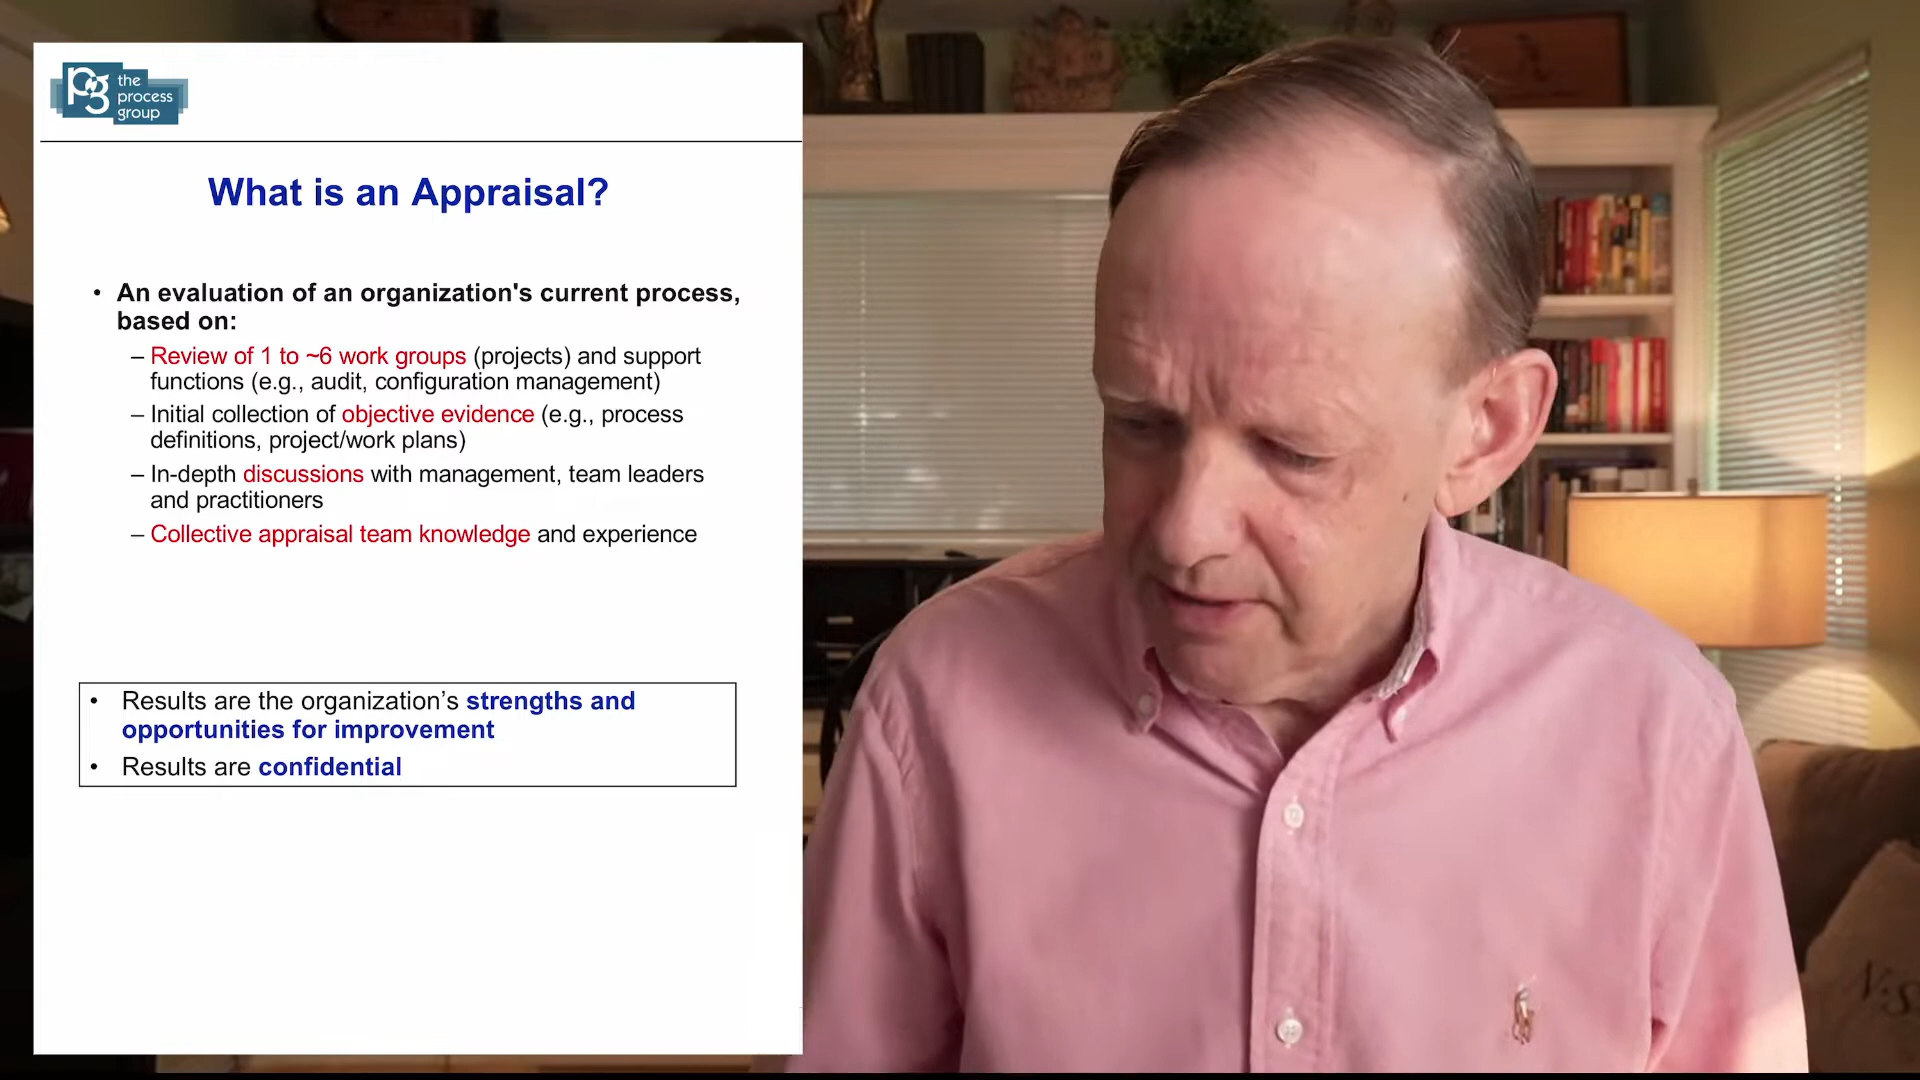 pg the
process
group
What is an Appraisal?
• An evaluation of an organization's current process,
based on:
– Review of 1 to ~6 work groups (projects) and support
functions (e.g., audit, configuration management)
– Initial collection of objective evidence (e.g., process
definitions, project/work plans)
– In-depth discussions with management, team leaders
and practitioners
– Collective appraisal team knowledge and experience
• Results are the organization’s strengths and
opportunities for improvement
• Results are confidential